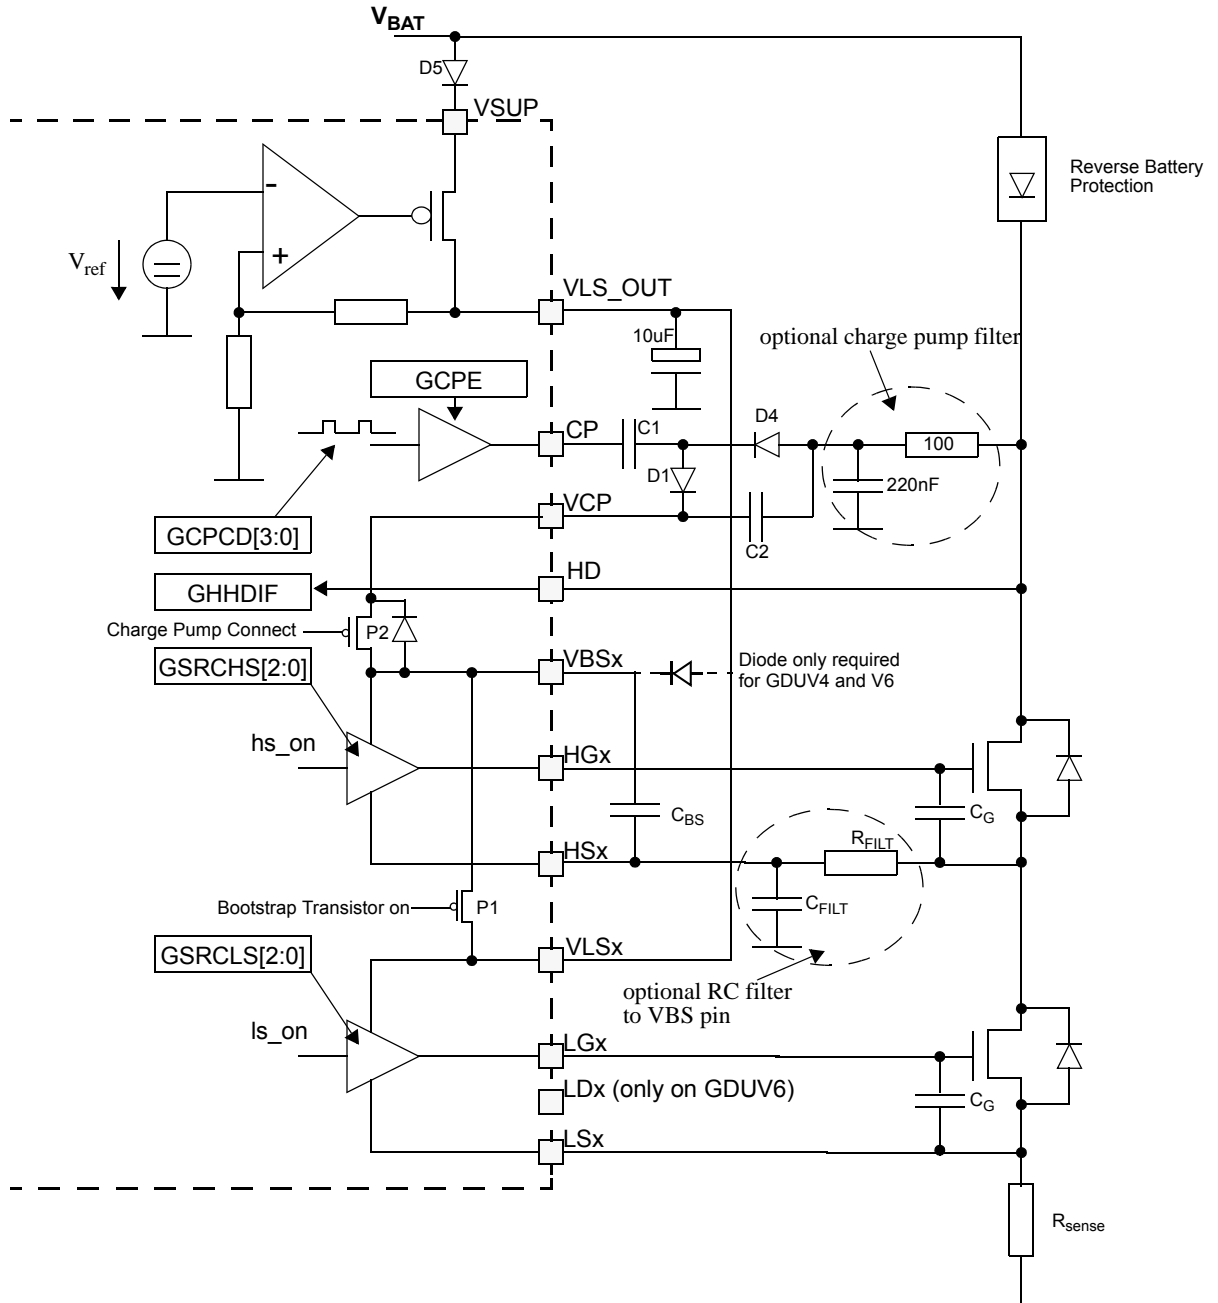 VBAT
D5
VSUP
Reverse Battery
Protection
-
+
Vref
VLS_OUT
10uF
optional charge pump filter
GCPE
CP
C1
D4
100
D1
220nF
VCP
C2
GCPCD[3:0]
HD
GHHDIF
Charge Pump Connect
P2
GSRCHS[2:0]
VBSx
Diode only required
for GDUV4 and V6
hs_on
HGx
CBS
CG
RFILT
HSx
CFILT
Bootstrap Transistor on
P1
GSRCLS[2:0]
VLSx
optional RC filter
to VBS pin
ls_on
LGx
LDx (only on GDUV6)
CG
LSx
Rsense